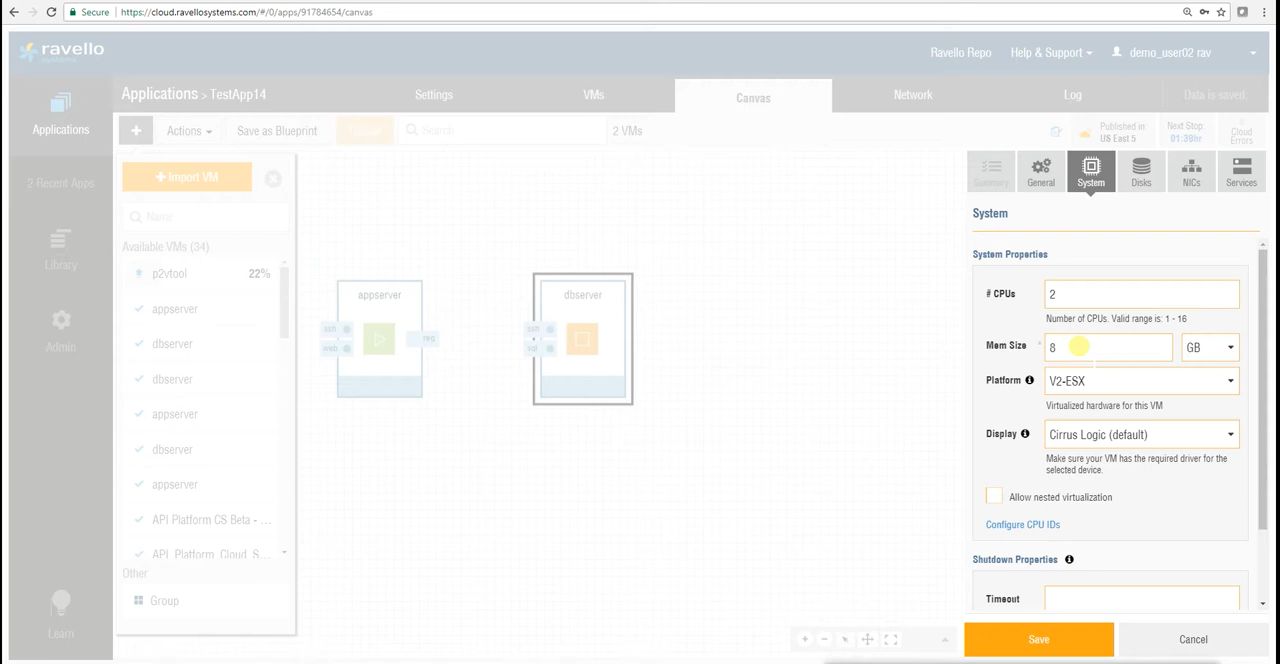 Secure
https://cloud.ravellosystems.com/#/0/apps/91784654/canvas
ravello
systems
Ravello Repo
Help & Support
demo_user02 rav
Applications > TestApp14
Settings
VMs
Canvas
Network
Log
Data is saved.
Applications
2 Recent Apps
Library
Admin
Learn
+
Actions
Save as Blueprint
Search
2 VMs
Published in:
US East 5
Next Stop:
01:38hr
Cloud
Errors
+ Import VM
Name
Available VMs (34)
p2vtool 22%
appserver
dbserver
dbserver
appserver
dbserver
appserver
API Platform CS Beta - ...
API_Platform_Cloud_S...
Other
Group
appserver
ssh
web
req
dbserver
ssh
sql
Summary
General
System
Disks
NICs
Services
System
System Properties
# CPUs 2
Number of CPUs. Valid range is: 1 - 16
Mem Size * 8 GB
Platform V2-ESX
Virtualized hardware for this VM
Display Cirrus Logic (default)
Make sure your VM has the required driver for the
selected device.
Allow nested virtualization
Configure CPU IDs
Shutdown Properties
Timeout
Save
Cancel